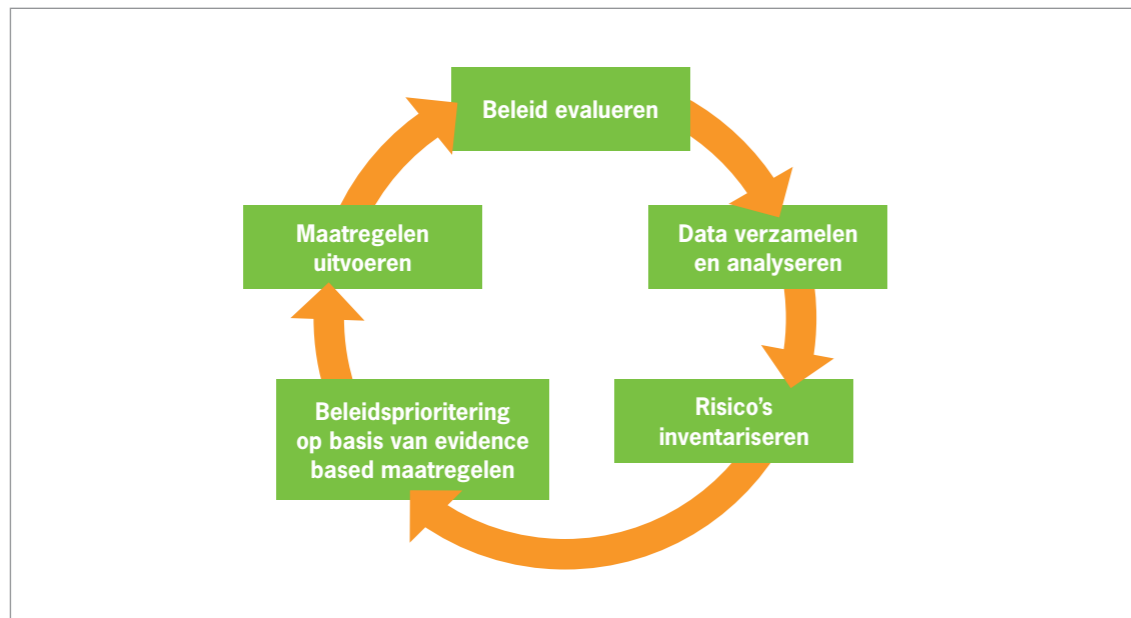 Beleid evalueren
Data verzamelen
en analyseren
Risico's
inventariseren
Beleidsprioritering
op basis van evidence
based maatregelen
Maatregelen
uitvoeren